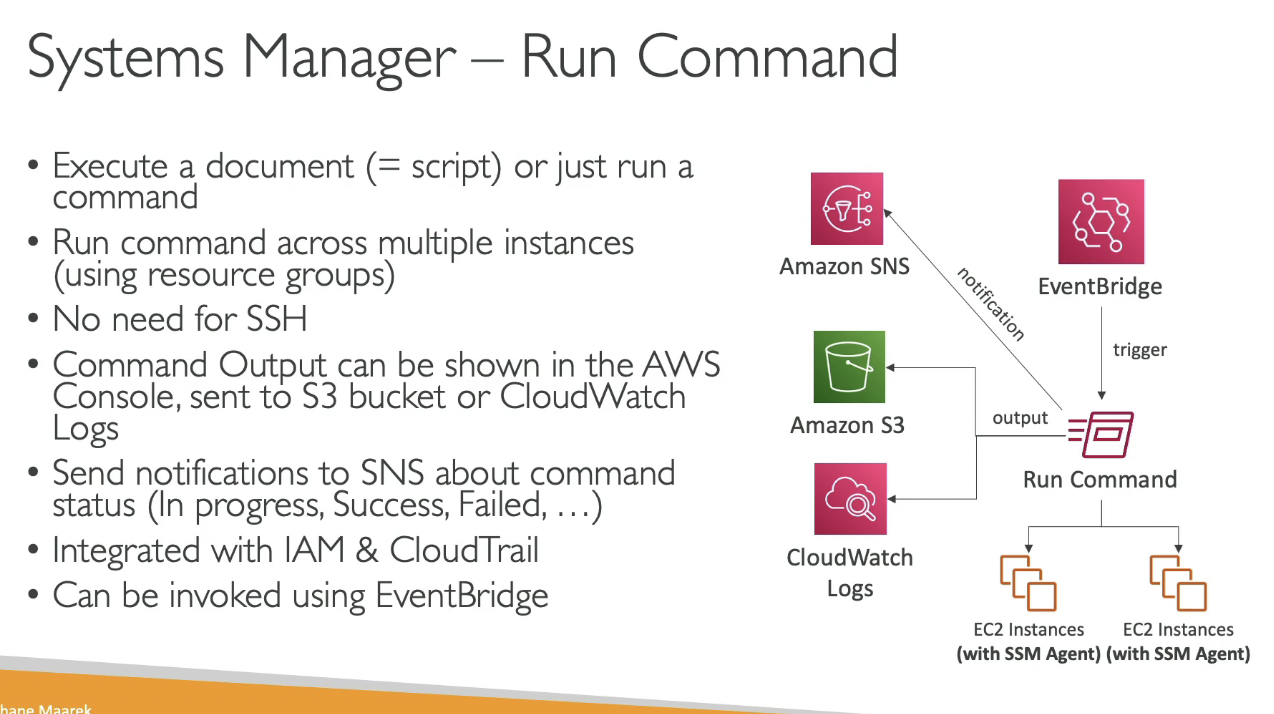 Systems Manager – Run Command
• Execute a document (= script) or just run a
command
• Run command across multiple instances
(using resource groups)
• No need for SSH
• Command Output can be shown in the AWS
Console, sent to S3 bucket or CloudWatch
Logs
• Send notifications to SNS about command
status (In progress, Success, Failed, …)
• Integrated with IAM & CloudTrail
• Can be invoked using EventBridge
Amazon SNS
notification
EventBridge
trigger
Amazon S3
output
Run Command
CloudWatch
Logs
EC2 Instances
(with SSM Agent)
EC2 Instances
(with SSM Agent)
hane Maarek